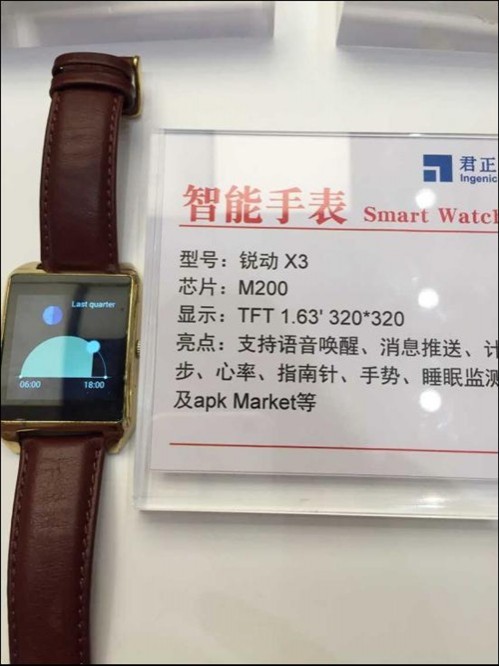 Last quarter
06:00 18:00
君正
Ingenic
智能手表 Smart Watch
型号：锐动 X3
芯片：M200
显示：TFT 1.63' 320*320
亮点：支持语音唤醒、消息推送、计
步、心率、指南针、手势、睡眠监测
及apk Market等